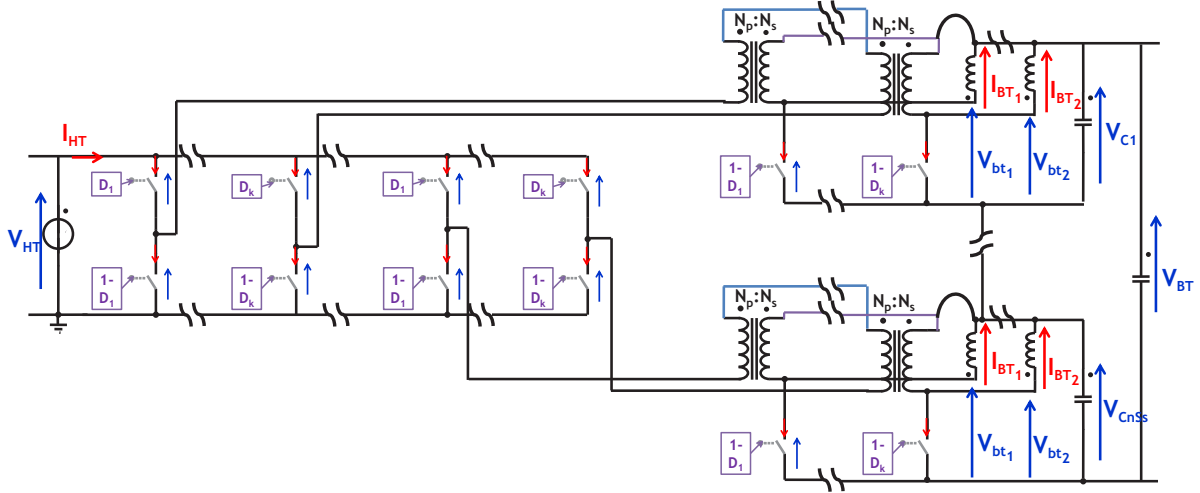 Np:Ns
Np:Ns
IBT1
IBT2
VC1
Vbt1
Vbt2
IHT
D1
Dk
D1
Dk
1-D1
1-Dk
VHT
VBT
1-D1
1-Dk
1-D1
1-Dk
Np:Ns
Np:Ns
IBT1
IBT2
VCnSs
Vbt1
Vbt2
1-D1
1-Dk